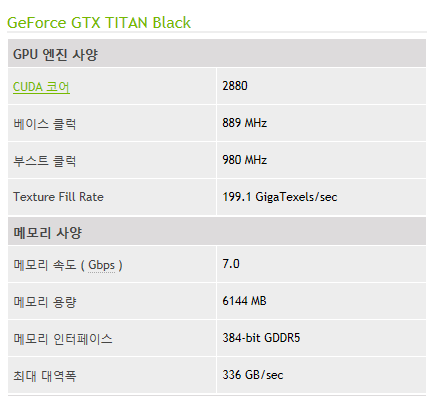 GeForce GTX TITAN Black
GPU 엔진 사양
CUDA 코어 2880
베이스 클럭 889 MHz
부스트 클럭 980 MHz
Texture Fill Rate 199.1 GigaTexels/sec
메모리 사양
메모리 속도 ( Gbps ) 7.0
메모리 용량 6144 MB
메모리 인터페이스 384-bit GDDR5
최대 대역폭 336 GB/sec